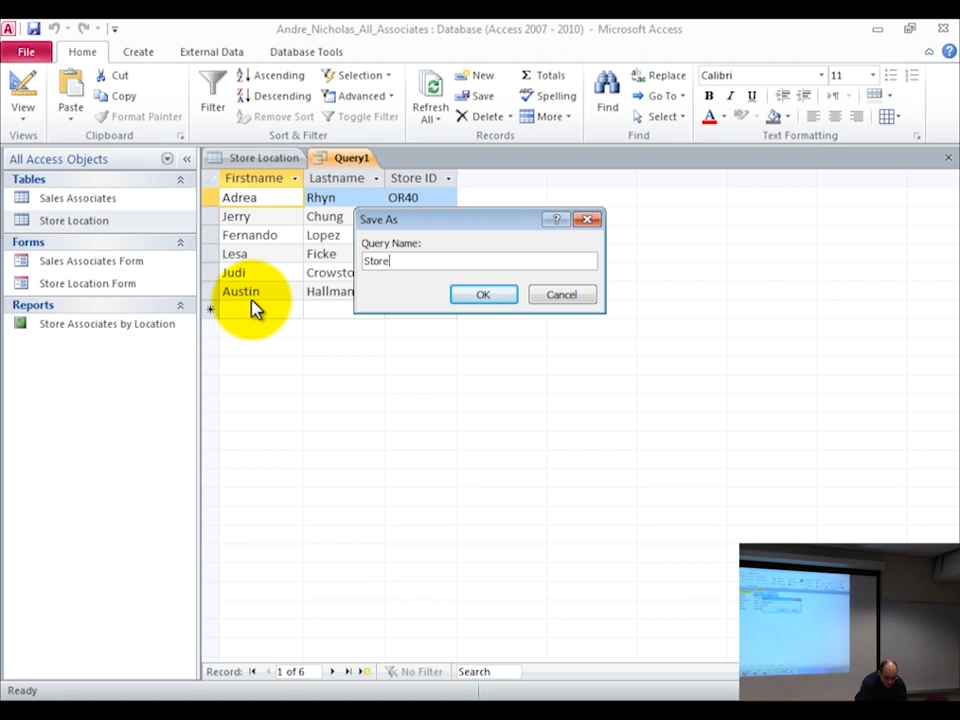 Andre_Nicholas_All_Associates : Database (Access 2007 - 2010) - Microsoft Access
File Home Create External Data Database Tools
View
Views
Paste
Cut
Copy
Format Painter
Clipboard
Filter
Ascending
Descending
Remove Sort
Selection
Advanced
Toggle Filter
Sort & Filter
Refresh
All
New
Save
Delete
Totals
Spelling
More
Records
Find
Replace
Go To
Select
Find
Calibri 11
B I U
A
Text Formatting
All Access Objects
Tables
Sales Associates
Store Location
Forms
Sales Associates Form
Store Location Form
Reports
Store Associates by Location
Store Location Query1
Firstname Lastname Store ID
Adrea Rhyn OR40
Jerry Chung
Fernando Lopez
Lesa Ficke
Judi Crowsto
Austin Hallman
Save As
Query Name:
Store
OK Cancel
Record: 1 of 6 No Filter Search
Ready